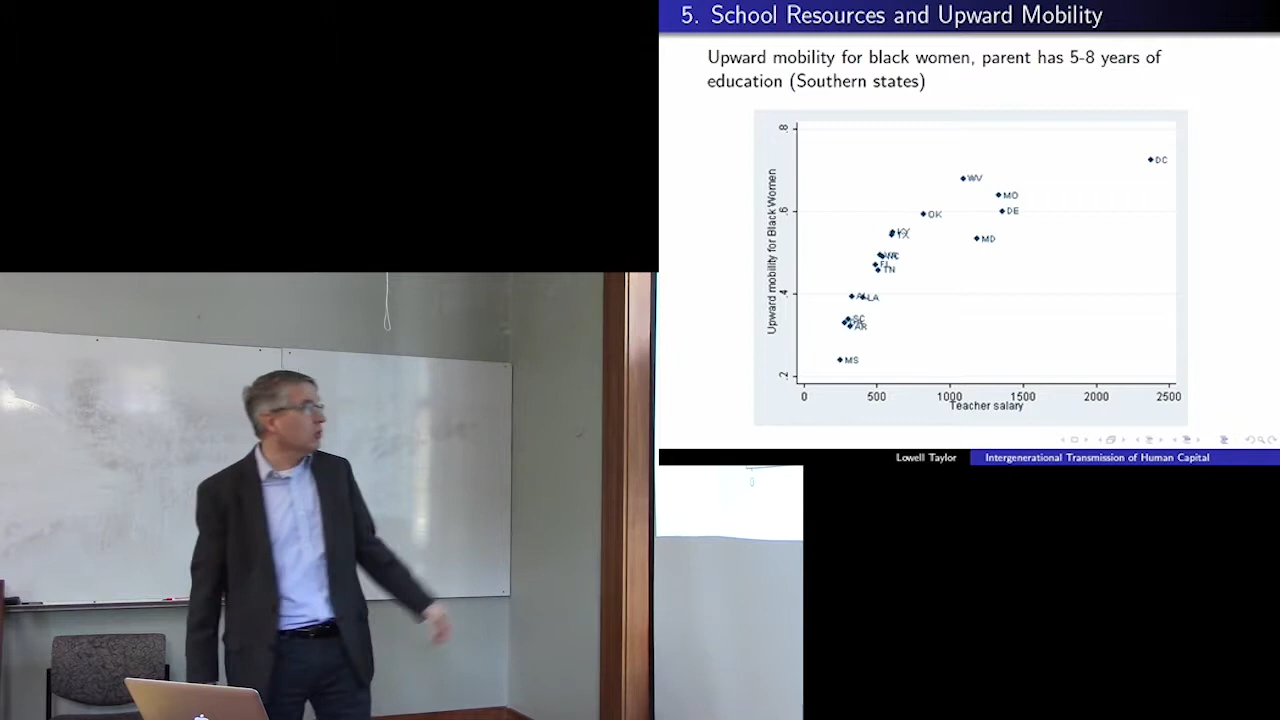 5. School Resources and Upward Mobility
Upward mobility for black women, parent has 5-8 years of
education (Southern states)
Upward mobility for Black Women
.8
.6
.4
.2
DC
WV
MO
DE
OK
MD
TN
LA
SC
AR
MS
0
500
1000
1500
2000
2500
Teacher salary
Lowell Taylor
Intergenerational Transmission of Human Capital
0